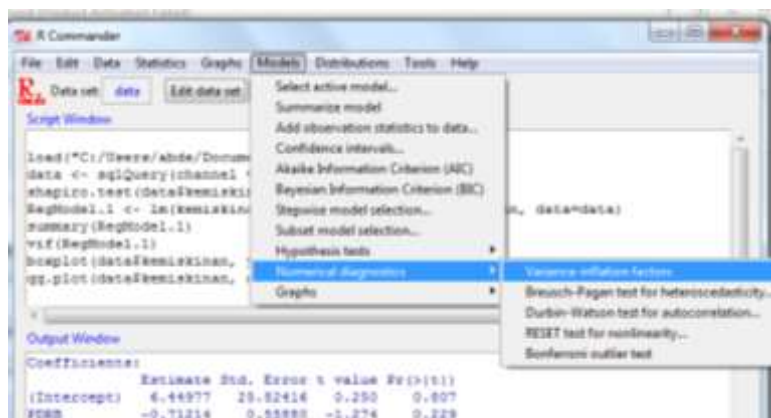 R Commander
File Edit Data Statistics Graphs Models Distributions Tools Help
Data set: data Edit data set
Select active model...
Summarize model
Add observation statistics to data...
Confidence intervals...
Akaike Information Criterion (AIC)
Bayesian Information Criterion (BIC)
Stepwise model selection...
Subset model selection...
Hypothesis tests
Numerical diagnostics
Graphs
Variance-inflation factors
Breusch-Pagan test for heteroscedasticity...
Durbin-Watson test for autocorrelation...
RESET test for nonlinearity...
Bonferroni outlier test
Script Window
load("C:/Users/abde/Docume
data <- sqlQuery(channel
shapiro.test(data$kemiskin
RegModel.1 <- lm(kemiskina n, data=data)
summary(RegModel.1)
vif(RegModel.1)
boxplot(data$kemiskinan,
qq.plot(data$kemiskinan,
Output Window
Coefficients:
Estimate Std. Error t value Pr(>|t|)
(Intercept) 6.44977 25.82416 0.250 0.807
PDRB -0.71214 0.55880 -1.274 0.229